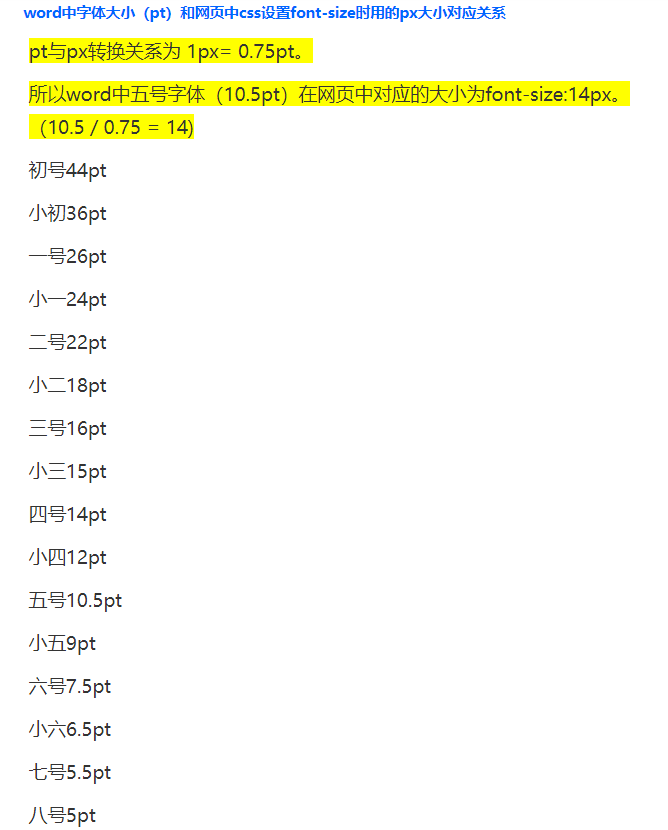 word中字体大小（pt）和网页中css设置font-size时用的px大小对应关系
pt与px转换关系为 1px= 0.75pt。
所以word中五号字体（10.5pt）在网页中对应的大小为font-size:14px。
（10.5 / 0.75 = 14)
初号44pt
小初36pt
一号26pt
小一24pt
二号22pt
小二18pt
三号16pt
小三15pt
四号14pt
小四12pt
五号10.5pt
小五9pt
六号7.5pt
小六6.5pt
七号5.5pt
八号5pt